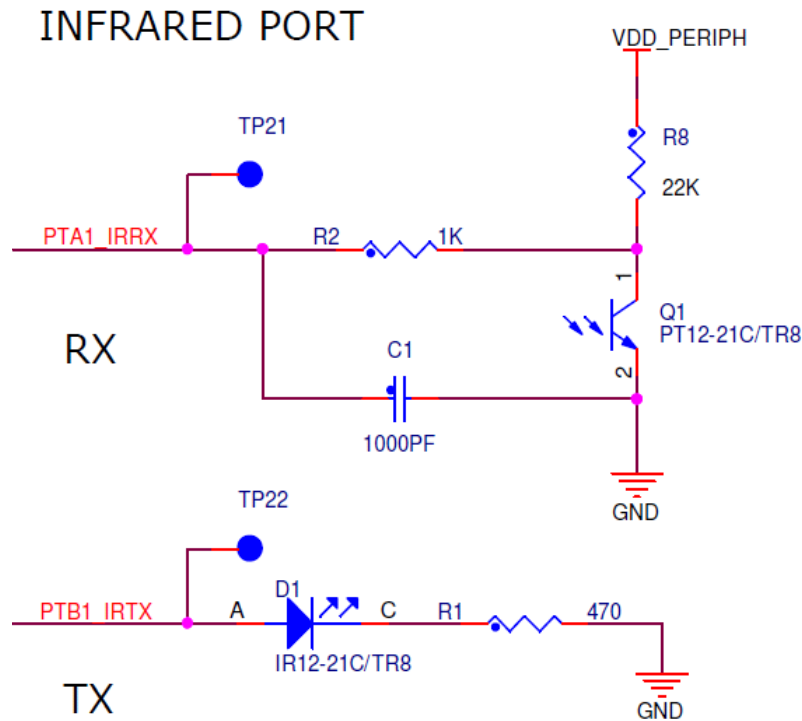 INFRARED PORT
VDD_PERIPH
TP21
R8
22K
PTA1_IRRX
R2
1K
1
RX
Q1
PT12-21C/TR8
C1
2
1000PF
GND
TP22
D1
PTB1_IRTX
A
C
R1
470
IR12-21C/TR8
TX
GND